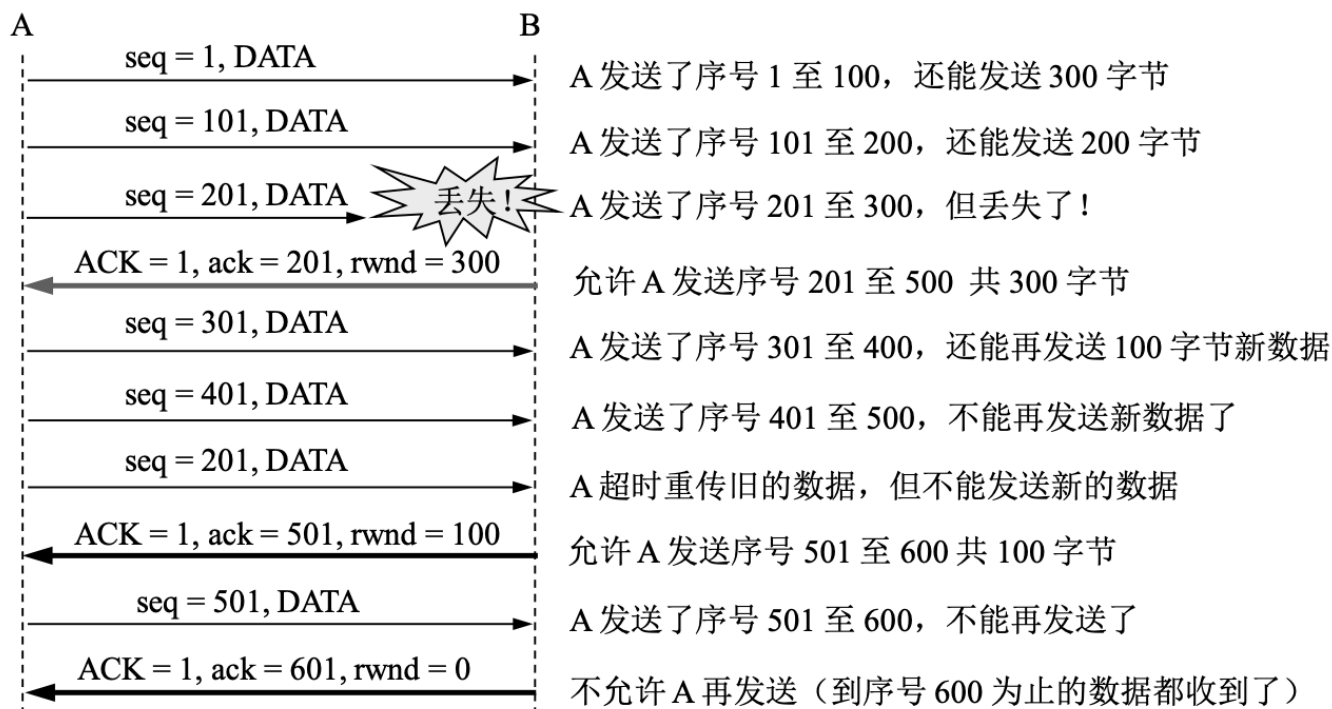 A B
seq = 1, DATA
A 发送了序号 1 至 100，还能发送 300 字节
seq = 101, DATA
A 发送了序号 101 至 200，还能发送 200 字节
seq = 201, DATA
丢失！
A 发送了序号 201 至 300，但丢失了！
ACK = 1, ack = 201, rwnd = 300
允许 A 发送序号 201 至 500 共 300 字节
seq = 301, DATA
A 发送了序号 301 至 400，还能再发送 100 字节新数据
seq = 401, DATA
A 发送了序号 401 至 500，不能再发送新数据了
seq = 201, DATA
A 超时重传旧的数据，但不能发送新的数据
ACK = 1, ack = 501, rwnd = 100
允许 A 发送序号 501 至 600 共 100 字节
seq = 501, DATA
A 发送了序号 501 至 600，不能再发送了
ACK = 1, ack = 601, rwnd = 0
不允许 A 再发送（到序号 600 为止的数据都收到了）